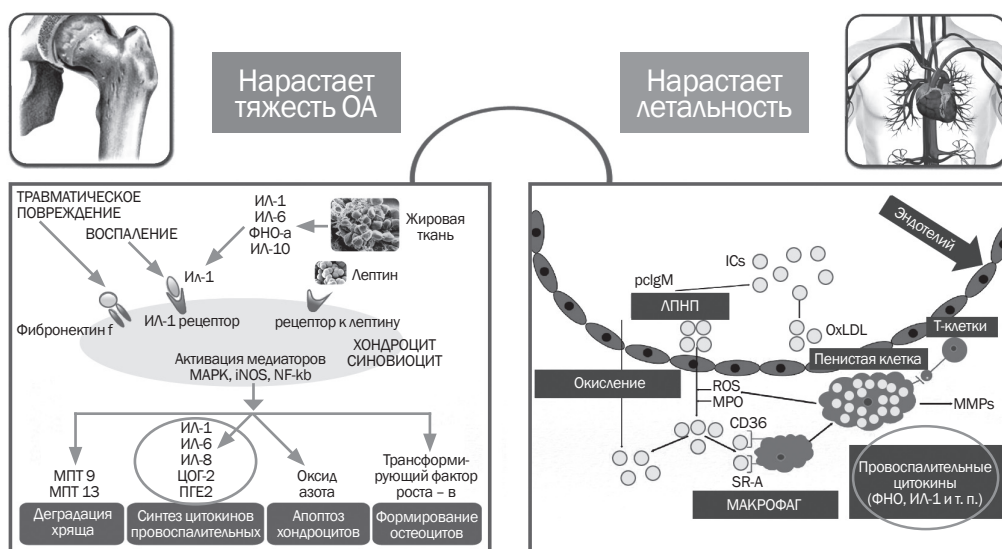 Нарастает
тяжесть ОА
Нарастает
летальность
ТРАВМАТИЧЕСКОЕ
ПОВРЕЖДЕНИЕ
ВОСПАЛЕНИЕ
ИЛ-1
ИЛ-6
ФНО-а
ИЛ-10
Жировая
ткань
Ил-1
Лептин
Фибронектин f
ИЛ-1 рецептор
рецептор к лептину
ХОНДРОЦИТ
СИНОВИОЦИТ
Активация медиаторов
МАРК, iNOS, NF-kb
МПТ 9
МПТ 13
ИЛ-1
ИЛ-6
ИЛ-8
ЦОГ-2
ПГЕ2
Оксид
азота
Трансформи-
рующий фактор
роста – в
Деградация
хряща
Синтез цитокинов
провоспалительных
Апоптоз
хондроцитов
Формирование
остеоцитов
Эндотелий
ICs
pclgM
ЛПНП
OxLDL
Т-клетки
Пенистая клетка
Окисление
ROS
MPO
MMPs
CD36
SR-A
МАКРОФАГ
Провоспалительные
цитокины
(ФНО, ИЛ-1 и т. п.)